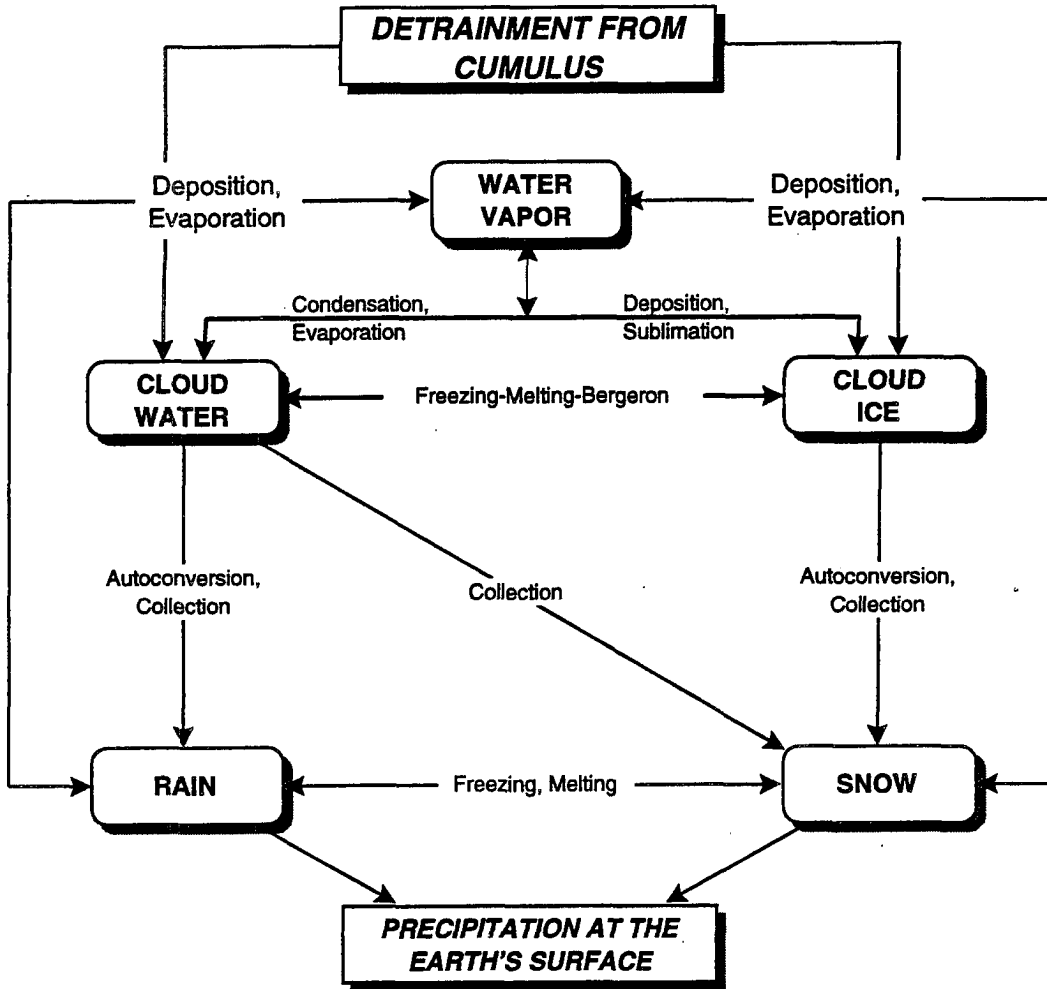 DETRAINMENT FROM
CUMULUS
Deposition,
Evaporation
WATER
VAPOR
Deposition,
Evaporation
Condensation,
Evaporation
Deposition,
Sublimation
CLOUD
WATER
Freezing-Melting-Bergeron
CLOUD
ICE
Autoconversion,
Collection
Collection
Autoconversion,
Collection
RAIN
Freezing, Melting
SNOW
PRECIPITATION AT THE
EARTH'S SURFACE